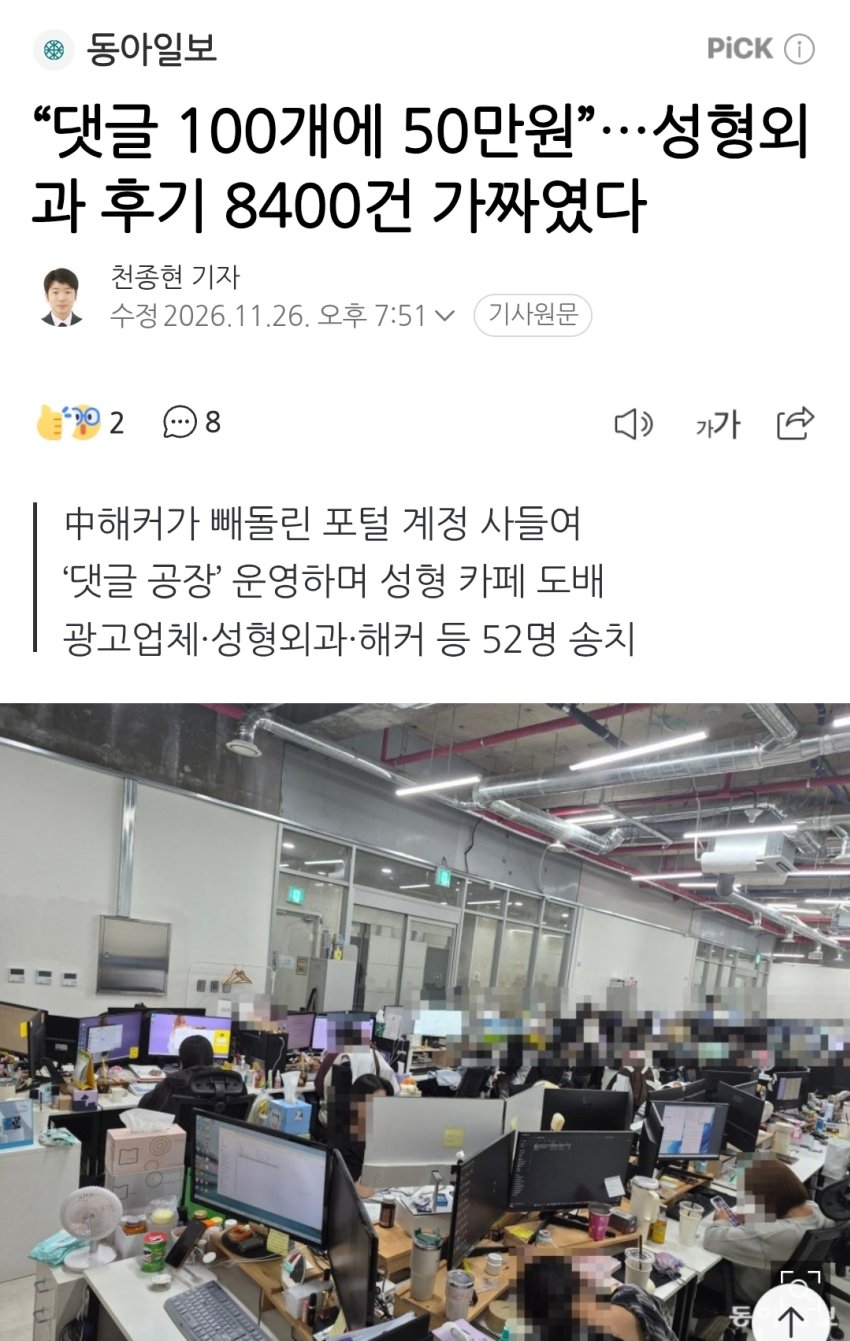 동아일보
PiCK
“댓글 100개에 50만원”…성형외
과 후기 8400건 가짜였다
천종현 기자
수정 2026.11.26. 오후 7:51
기사원문
2
8
가가
中해커가 빼돌린 포털 계정 사들여
‘댓글 공장’ 운영하며 성형 카페 도배
광고업체·성형외과·해커 등 52명 송치